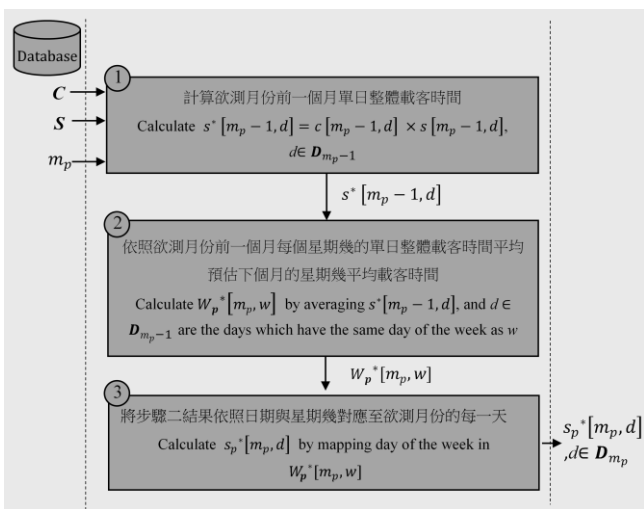 Database
C
S
m_p
1
計算欲測月份前一個月單日整體載客時間
Calculate s* [m_p − 1, d] = c [m_p − 1, d] × s [m_p − 1, d],
d∈ D_{m_p−1}
s* [m_p − 1, d]
2
依照欲測月份前一個月每個星期幾的單日整體載客時間平均
預估下個月的星期幾平均載客時間
Calculate W_p*[m_p, w] by averaging s*[m_p − 1, d], and d ∈
D_{m_p−1} are the days which have the same day of the week as w
W_p*[m_p, w]
3
將步驟二結果依照日期與星期幾對應至欲測月份的每一天
Calculate s_p*[m_p, d] by mapping day of the week in
W_p*[m_p, w]
s_p*[m_p, d]
,d∈ D_{m_p}